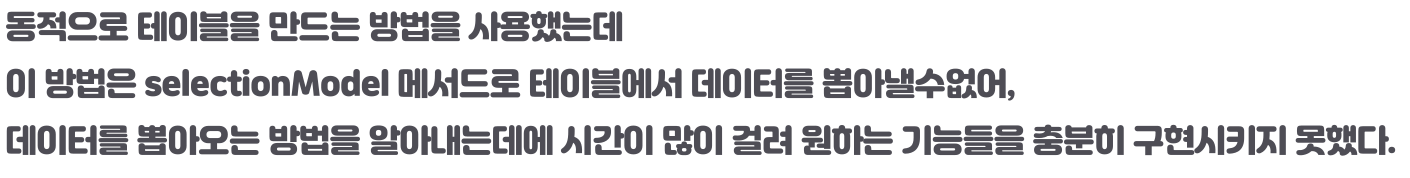 동적으로 테이블을 만드는 방법을 사용했는데
이 방법은 selectionModel 메서드로 테이블에서 데이터를 뽑아낼수없어,
데이터를 뽑아오는 방법을 알아내는데에 시간이 많이 걸려 원하는 기능들을 충분히 구현시키지 못했다.